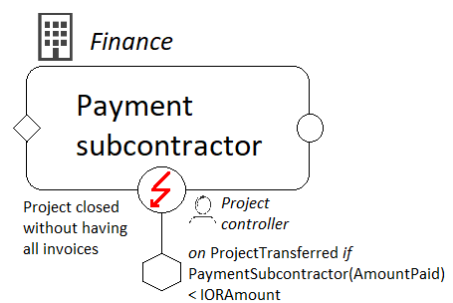 Finance
Payment
subcontractor
Project closed
without having
all invoices
Project
controller
on ProjectTransferred if
PaymentSubcontractor(AmountPaid)
< IORAmount